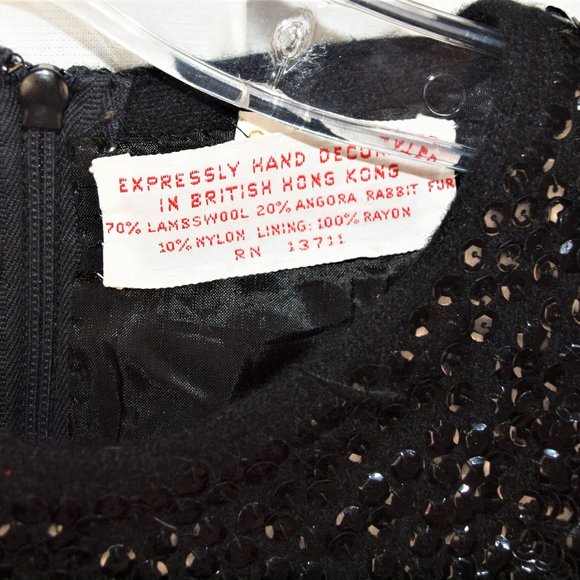 EXPRESSLY HAND
IN BRITISH HONG KONG
70% LAMBSWOOL 20% ANGORA RABBIT FUR
10% NYLON LINING: 100% RAYON
RN 13711